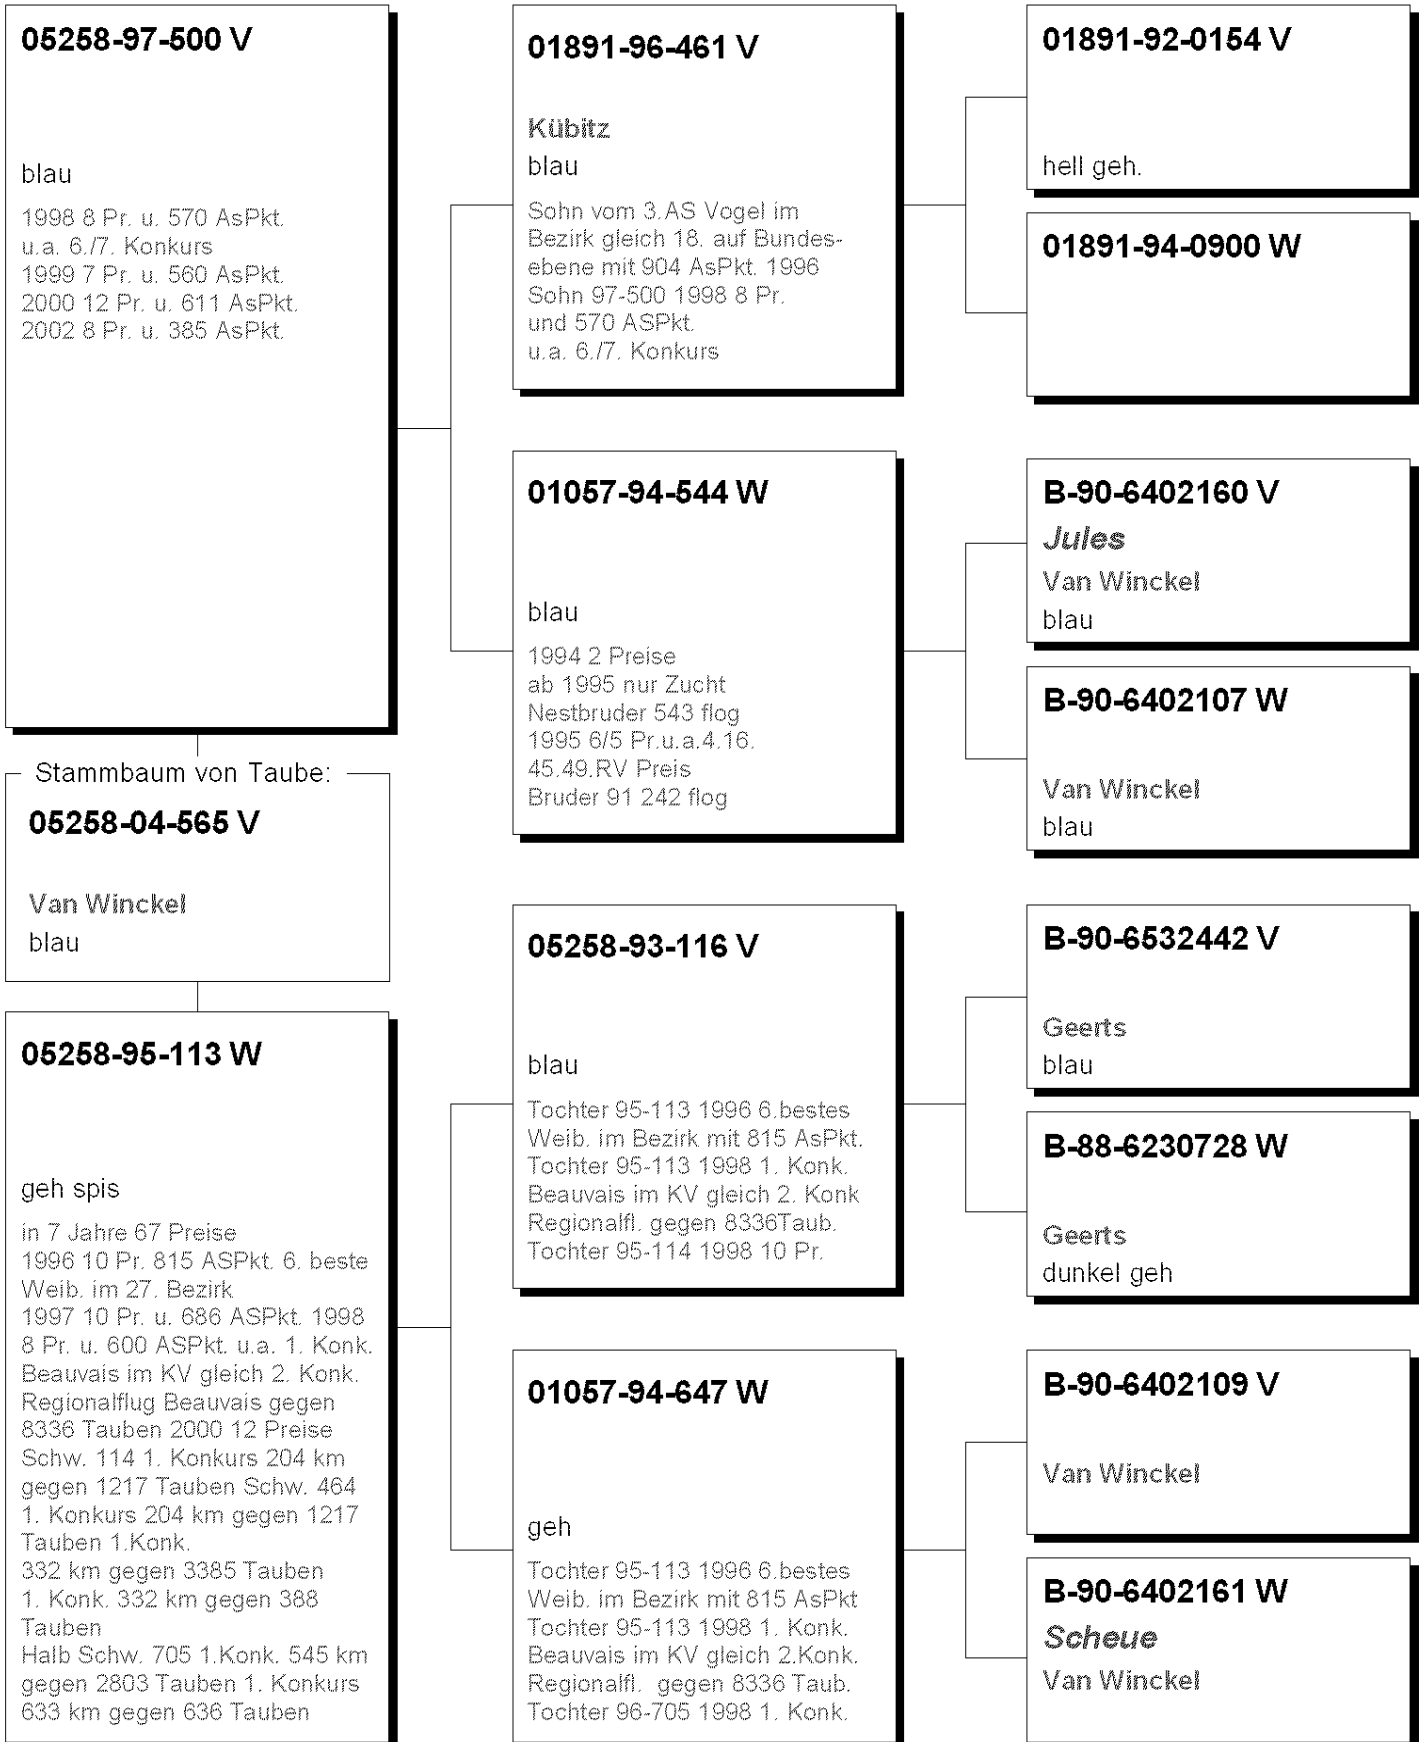 05258-97-500 V
blau
1998 8 Pr. u. 570 AsPkt.
u.a. 6./7. Konkurs
1999 7 Pr. u. 560 AsPkt.
2000 12 Pr. u. 611 AsPkt.
2002 8 Pr. u. 385 AsPkt.
Stammbaum von Taube:
05258-04-565 V
Van Winckel
blau
05258-95-113 W
geh spis
in 7 Jahre 67 Preise
1996 10 Pr. 815 ASPkt. 6. beste
Weib. im 27. Bezirk
1997 10 Pr. u. 686 ASPkt. 1998
8 Pr. u. 600 ASPkt. u.a. 1. Konk.
Beauvais im KV gleich 2. Konk.
Regionalflug Beauvais gegen
8336 Tauben 2000 12 Preise
Schw. 114 1. Konkurs 204 km
gegen 1217 Tauben Schw. 464
1. Konkurs 204 km gegen 1217
Tauben 1.Konk.
332 km gegen 3385 Tauben
1. Konk. 332 km gegen 388
Tauben
Halb Schw. 705 1.Konk. 545 km
gegen 2803 Tauben 1. Konkurs
633 km gegen 636 Tauben
01891-96-461 V
Kübitz
blau
Sohn vom 3.AS Vogel im
Bezirk gleich 18. auf Bundes-
ebene mit 904 AsPkt. 1996
Sohn 97-500 1998 8 Pr.
und 570 ASPkt.
u.a. 6./7. Konkurs
01057-94-544 W
blau
1994 2 Preise
ab 1995 nur Zucht
Nestbruder 543 flog
1995 6/5 Pr.u.a.4.16.
45.49.RV Preis
Bruder 91 242 flog
05258-93-116 V
blau
Tochter 95-113 1996 6.bestes
Weib. im Bezirk mit 815 AsPkt.
Tochter 95-113 1998 1. Konk.
Beauvais im KV gleich 2. Konk
Regionalfl. gegen 8336Taub.
Tochter 95-114 1998 10 Pr.
01057-94-647 W
geh
Tochter 95-113 1996 6.bestes
Weib. im Bezirk mit 815 AsPkt
Tochter 95-113 1998 1. Konk.
Beauvais im KV gleich 2.Konk.
Regionalfl. gegen 8336 Taub.
Tochter 96-705 1998 1. Konk.
01891-92-0154 V
hell geh.
01891-94-0900 W
B-90-6402160 V
Jules
Van Winckel
blau
B-90-6402107 W
Van Winckel
blau
B-90-6532442 V
Geerts
blau
B-88-6230728 W
Geerts
dunkel geh
B-90-6402109 V
Van Winckel
B-90-6402161 W
Scheue
Van Winckel